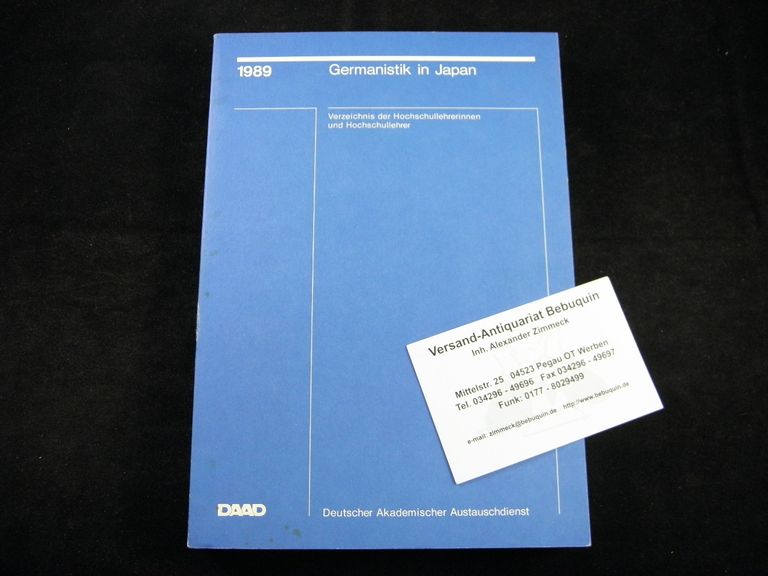 1989 Germanistik in Japan
Verzeichnis der Hochschullehrerinnen
und Hochschullehrer
DAAD Deutscher Akademischer Austauschdienst
Versand-Antiquariat Bebuquin
Inh. Alexander Zimmeck
Mittelstr. 25 04523 Pegau OT Werben
Tel. 034296 - 49696 Fax 034296 - 49697
Funk: 0177 - 8029499
e-mail: zimmeck@bebuquin.de http://www.bebuquin.de